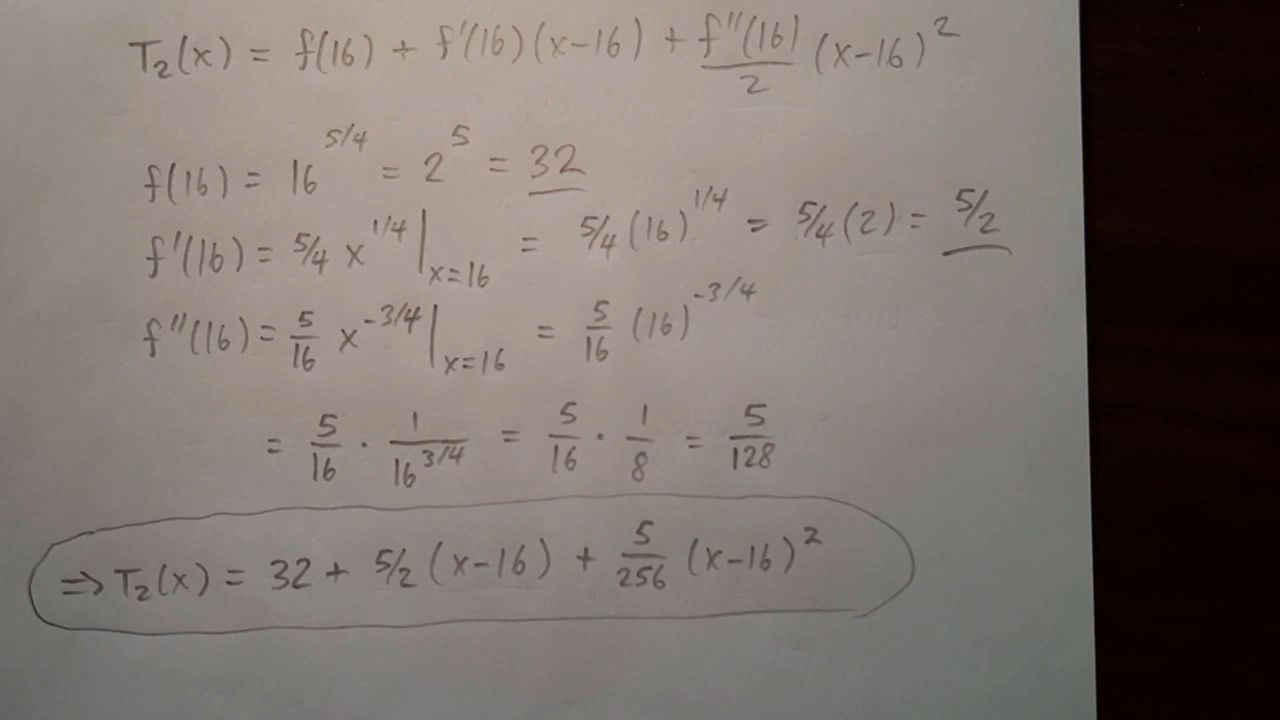 T₂(x) = f(16) + f'(16)(x-16) + f''(16)/2 (x-16)²
f(16) = 16^5/4 = 2^5 = 32
f'(16) = 5/4 x^1/4 |x=16 = 5/4 (16)^1/4 = 5/4 (2) = 5/2
f''(16) = 5/16 x^-3/4 |x=16 = 5/16 (16)^-3/4
= 5/16 · 1/16^3/4 = 5/16 · 1/8 = 5/128
⇒ T₂(x) = 32 + 5/2 (x-16) + 5/256 (x-16)²